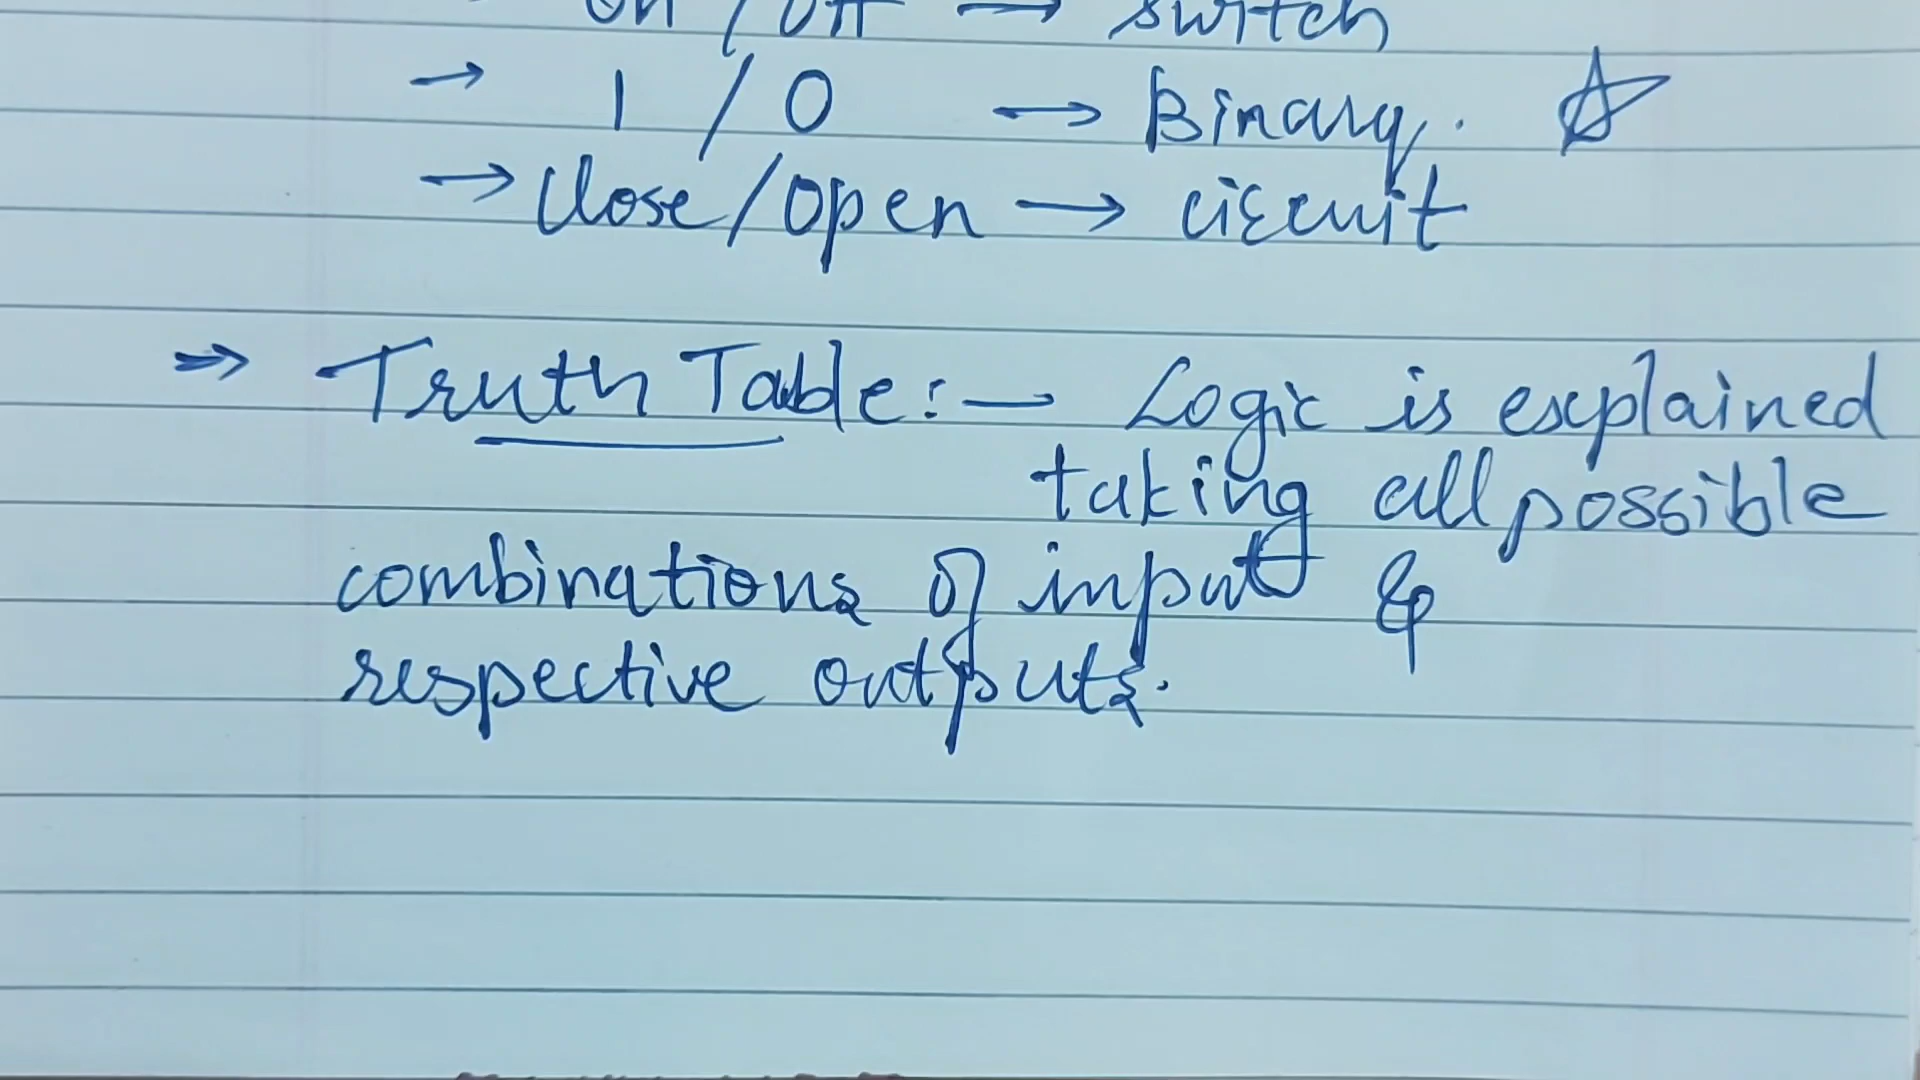 on / off → switch
→ 1 / 0 → Binary. ☆
→ Close/open → circuit
⇒ Truth Table:— Logic is explained
taking all possible
combinations of input &
respective outputs.